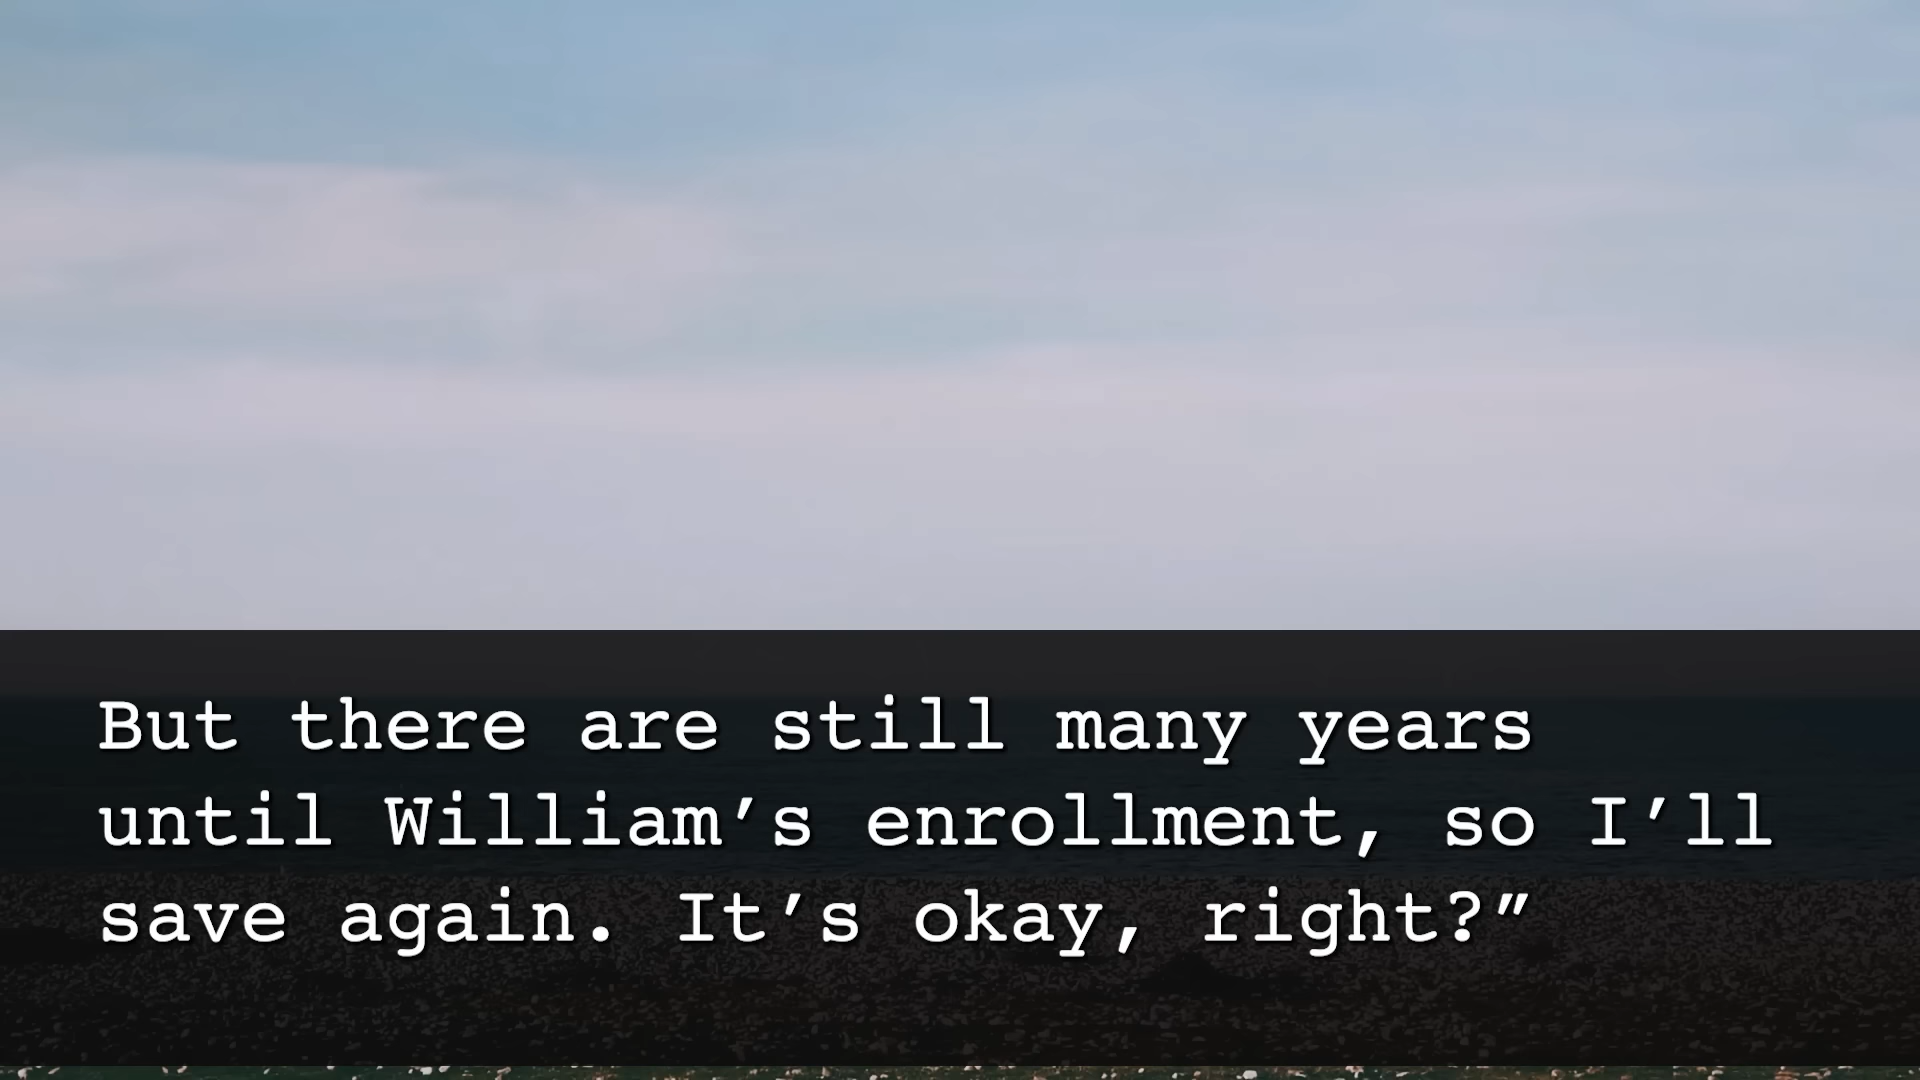 But there are still many years
until William’s enrollment, so I’ll
save again. It’s okay, right?”